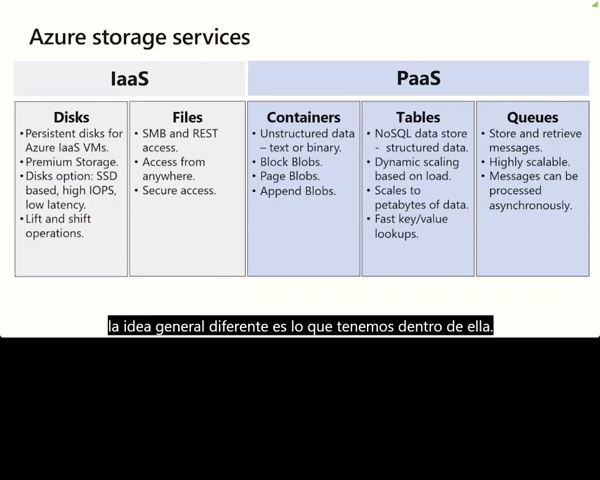 Azure storage services
IaaS
PaaS
Disks
•Persistent disks for
Azure IaaS VMs.
•Premium Storage.
•Disks option: SSD
based, high IOPS,
low latency.
•Lift and shift
operations.
Files
• SMB and REST
access.
• Access from
anywhere.
• Secure access.
Containers
• Unstructured data
– text or binary.
• Block Blobs.
• Page Blobs.
• Append Blobs.
Tables
• NoSQL data store
- structured data.
• Dynamic scaling
based on load.
• Scales to
petabytes of data.
• Fast key/value
lookups.
Queues
• Store and retrieve
messages.
• Highly scalable.
• Messages can be
processed
asynchronously.
la idea general diferente es lo que tenemos dentro de ella.